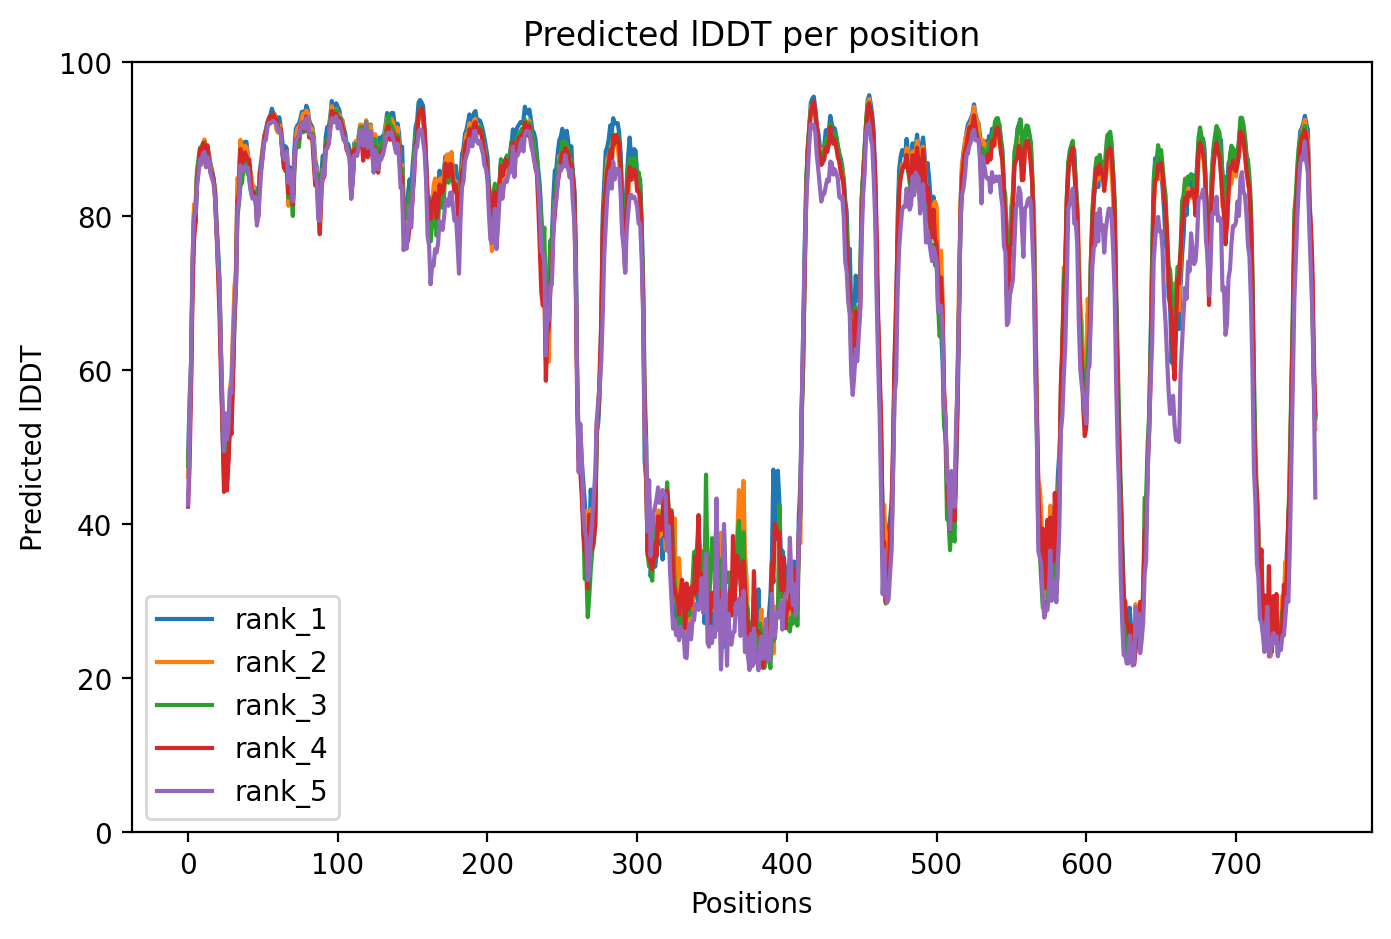 Predicted lDDT per position
100
80
60
40
20
0
Predicted lDDT
rank_1
rank_2
rank_3
rank_4
rank_5
0 100 200 300 400 500 600 700
Positions